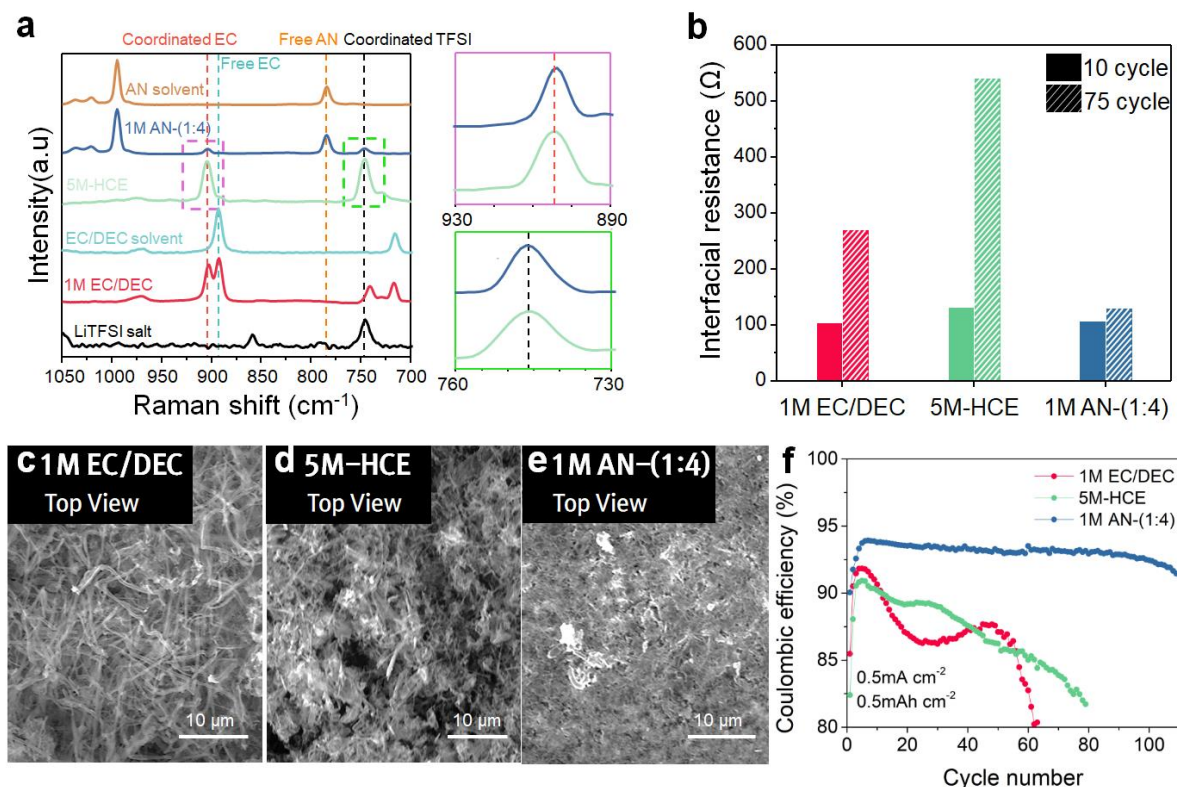 a
Coordinated EC
Free AN
Coordinated TFSI
Free EC
AN solvent
1M AN-(1:4)
5M-HCE
EC/DEC solvent
1M EC/DEC
LiTFSI salt
Intensity(a.u)
1050 1000 950 900 850 800 750 700
Raman shift (cm-1)
930 890
760 730
b
Interfacial resistance (Ω)
600
500
400
300
200
100
0
10 cycle
75 cycle
1M EC/DEC 5M-HCE 1M AN-(1:4)
c 1M EC/DEC
Top View
10 μm
d 5M-HCE
Top View
10 μm
e 1M AN-(1:4)
Top View
10 μm
f
Coulombic efficiency (%)
100
95
90
85
80
1M EC/DEC
5M-HCE
1M AN-(1:4)
0.5mA cm-2
0.5mAh cm-2
0 20 40 60 80 100
Cycle number